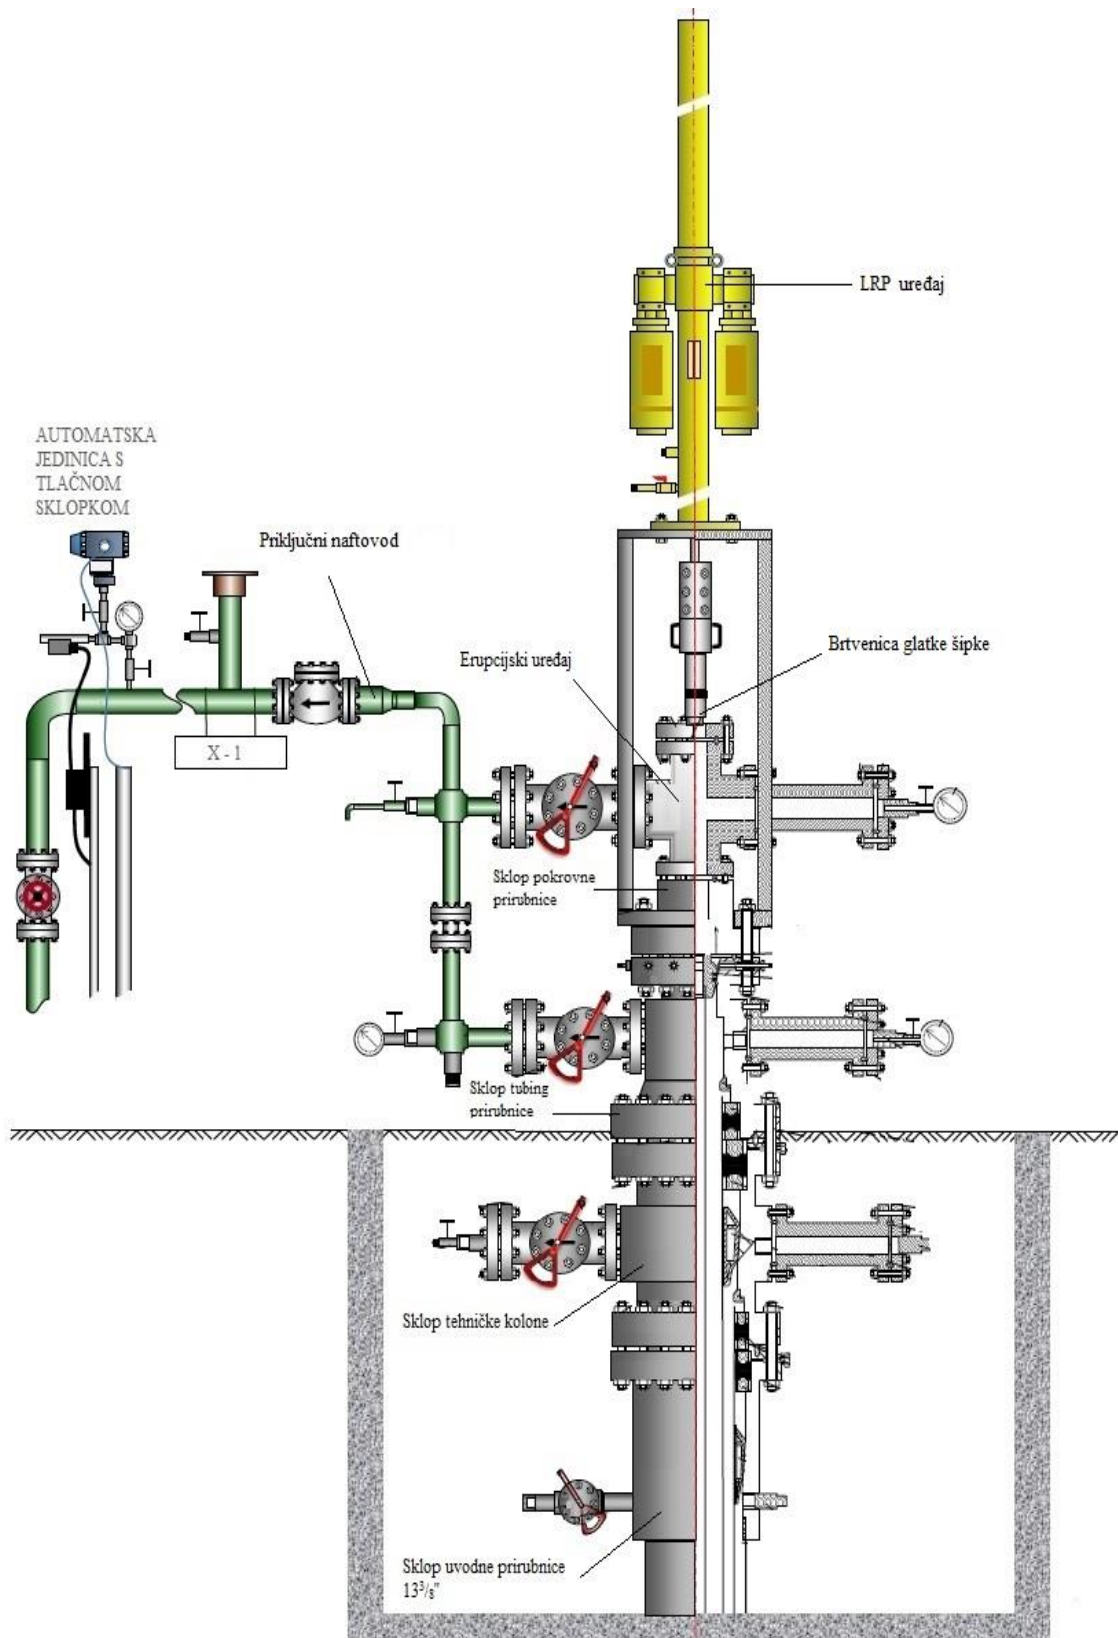 LRP uređaj
AUTOMATSKA
JEDINICA S
TLAČNOM
SKLOPKOM
Priključni naftovod
Brtvenica glatke šipke
Erupcijski uređaj
X - 1
Sklop pokrovne
prirubnice
Sklop tubing
prirubnice
Sklop tehničke kolone
Sklop uvodne prirubnice
13³/₈"